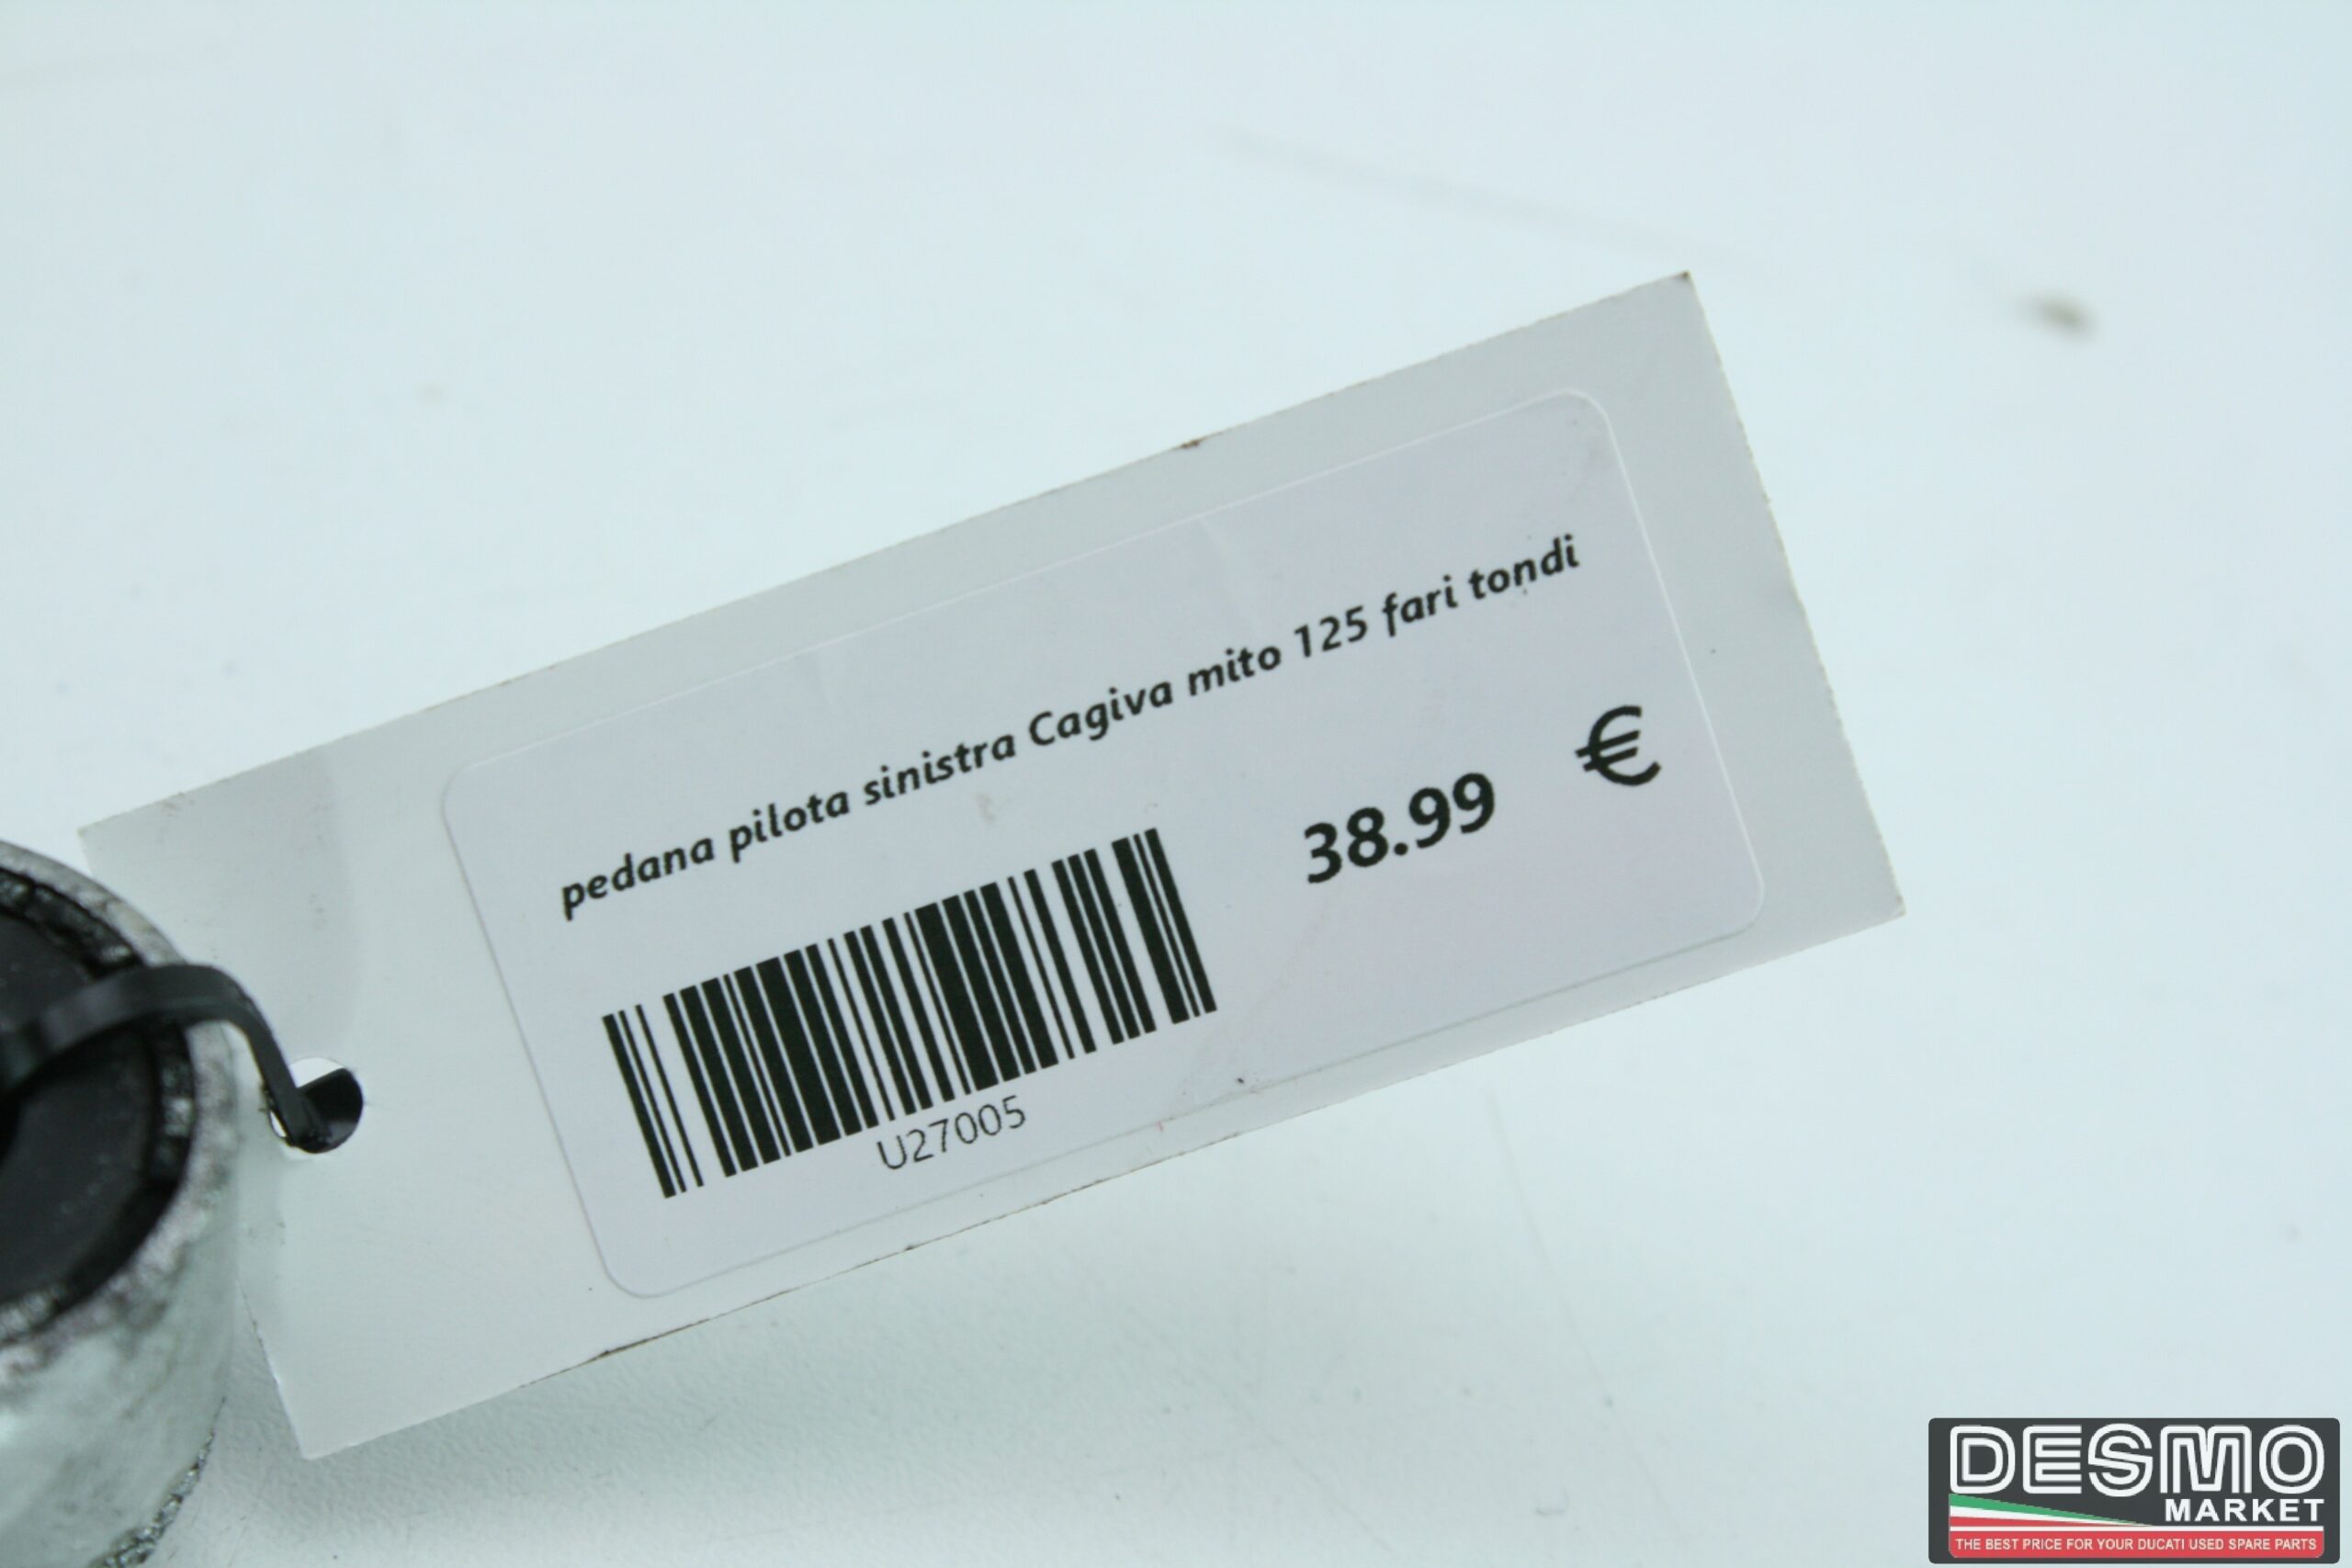 pedana pilota sinistra Cagiva mito 125 fari tondi
38.99 €
U27005
DESMO
MARKET
THE BEST PRICE FOR YOUR DUCATI USED SPARE PARTS